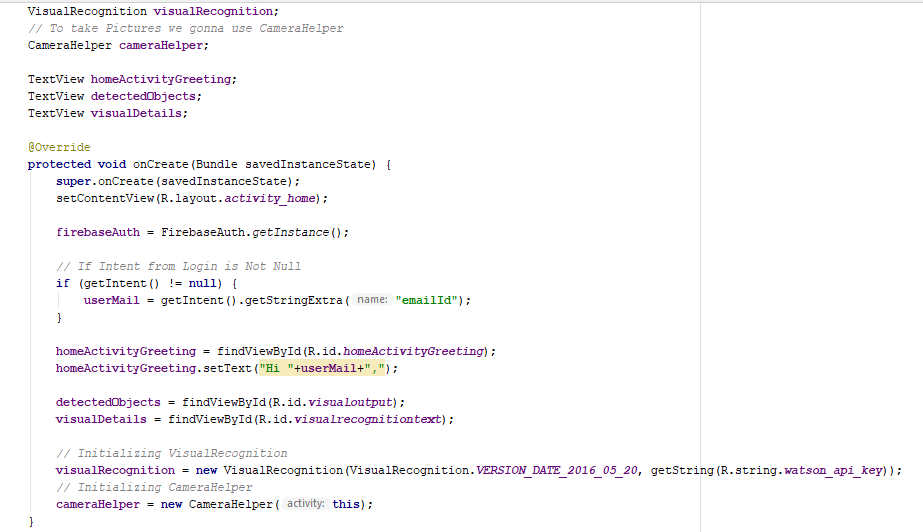 VisualRecognition visualRecognition;
// To take Pictures we gonna use CameraHelper
CameraHelper cameraHelper;
TextView homeActivityGreeting;
TextView detectedObjects;
TextView visualDetails;
@Override
protected void onCreate(Bundle savedInstanceState) {
super.onCreate(savedInstanceState);
setContentView(R.layout.activity_home);
firebaseAuth = FirebaseAuth.getInstance();
// If Intent from Login is Not Null
if (getIntent() != null) {
userMail = getIntent().getStringExtra( name: "emailId");
}
homeActivityGreeting = findViewById(R.id.homeActivityGreeting);
homeActivityGreeting.setText("Hi "+userMail+",");
detectedObjects = findViewById(R.id.visualoutput);
visualDetails = findViewById(R.id.visualrecognitiontext);
// Initializing VisualRecognition
visualRecognition = new VisualRecognition(VisualRecognition.VERSION_DATE_2016_05_20, getString(R.string.watson_api_key));
// Initializing CameraHelper
cameraHelper = new CameraHelper( activity: this);
}